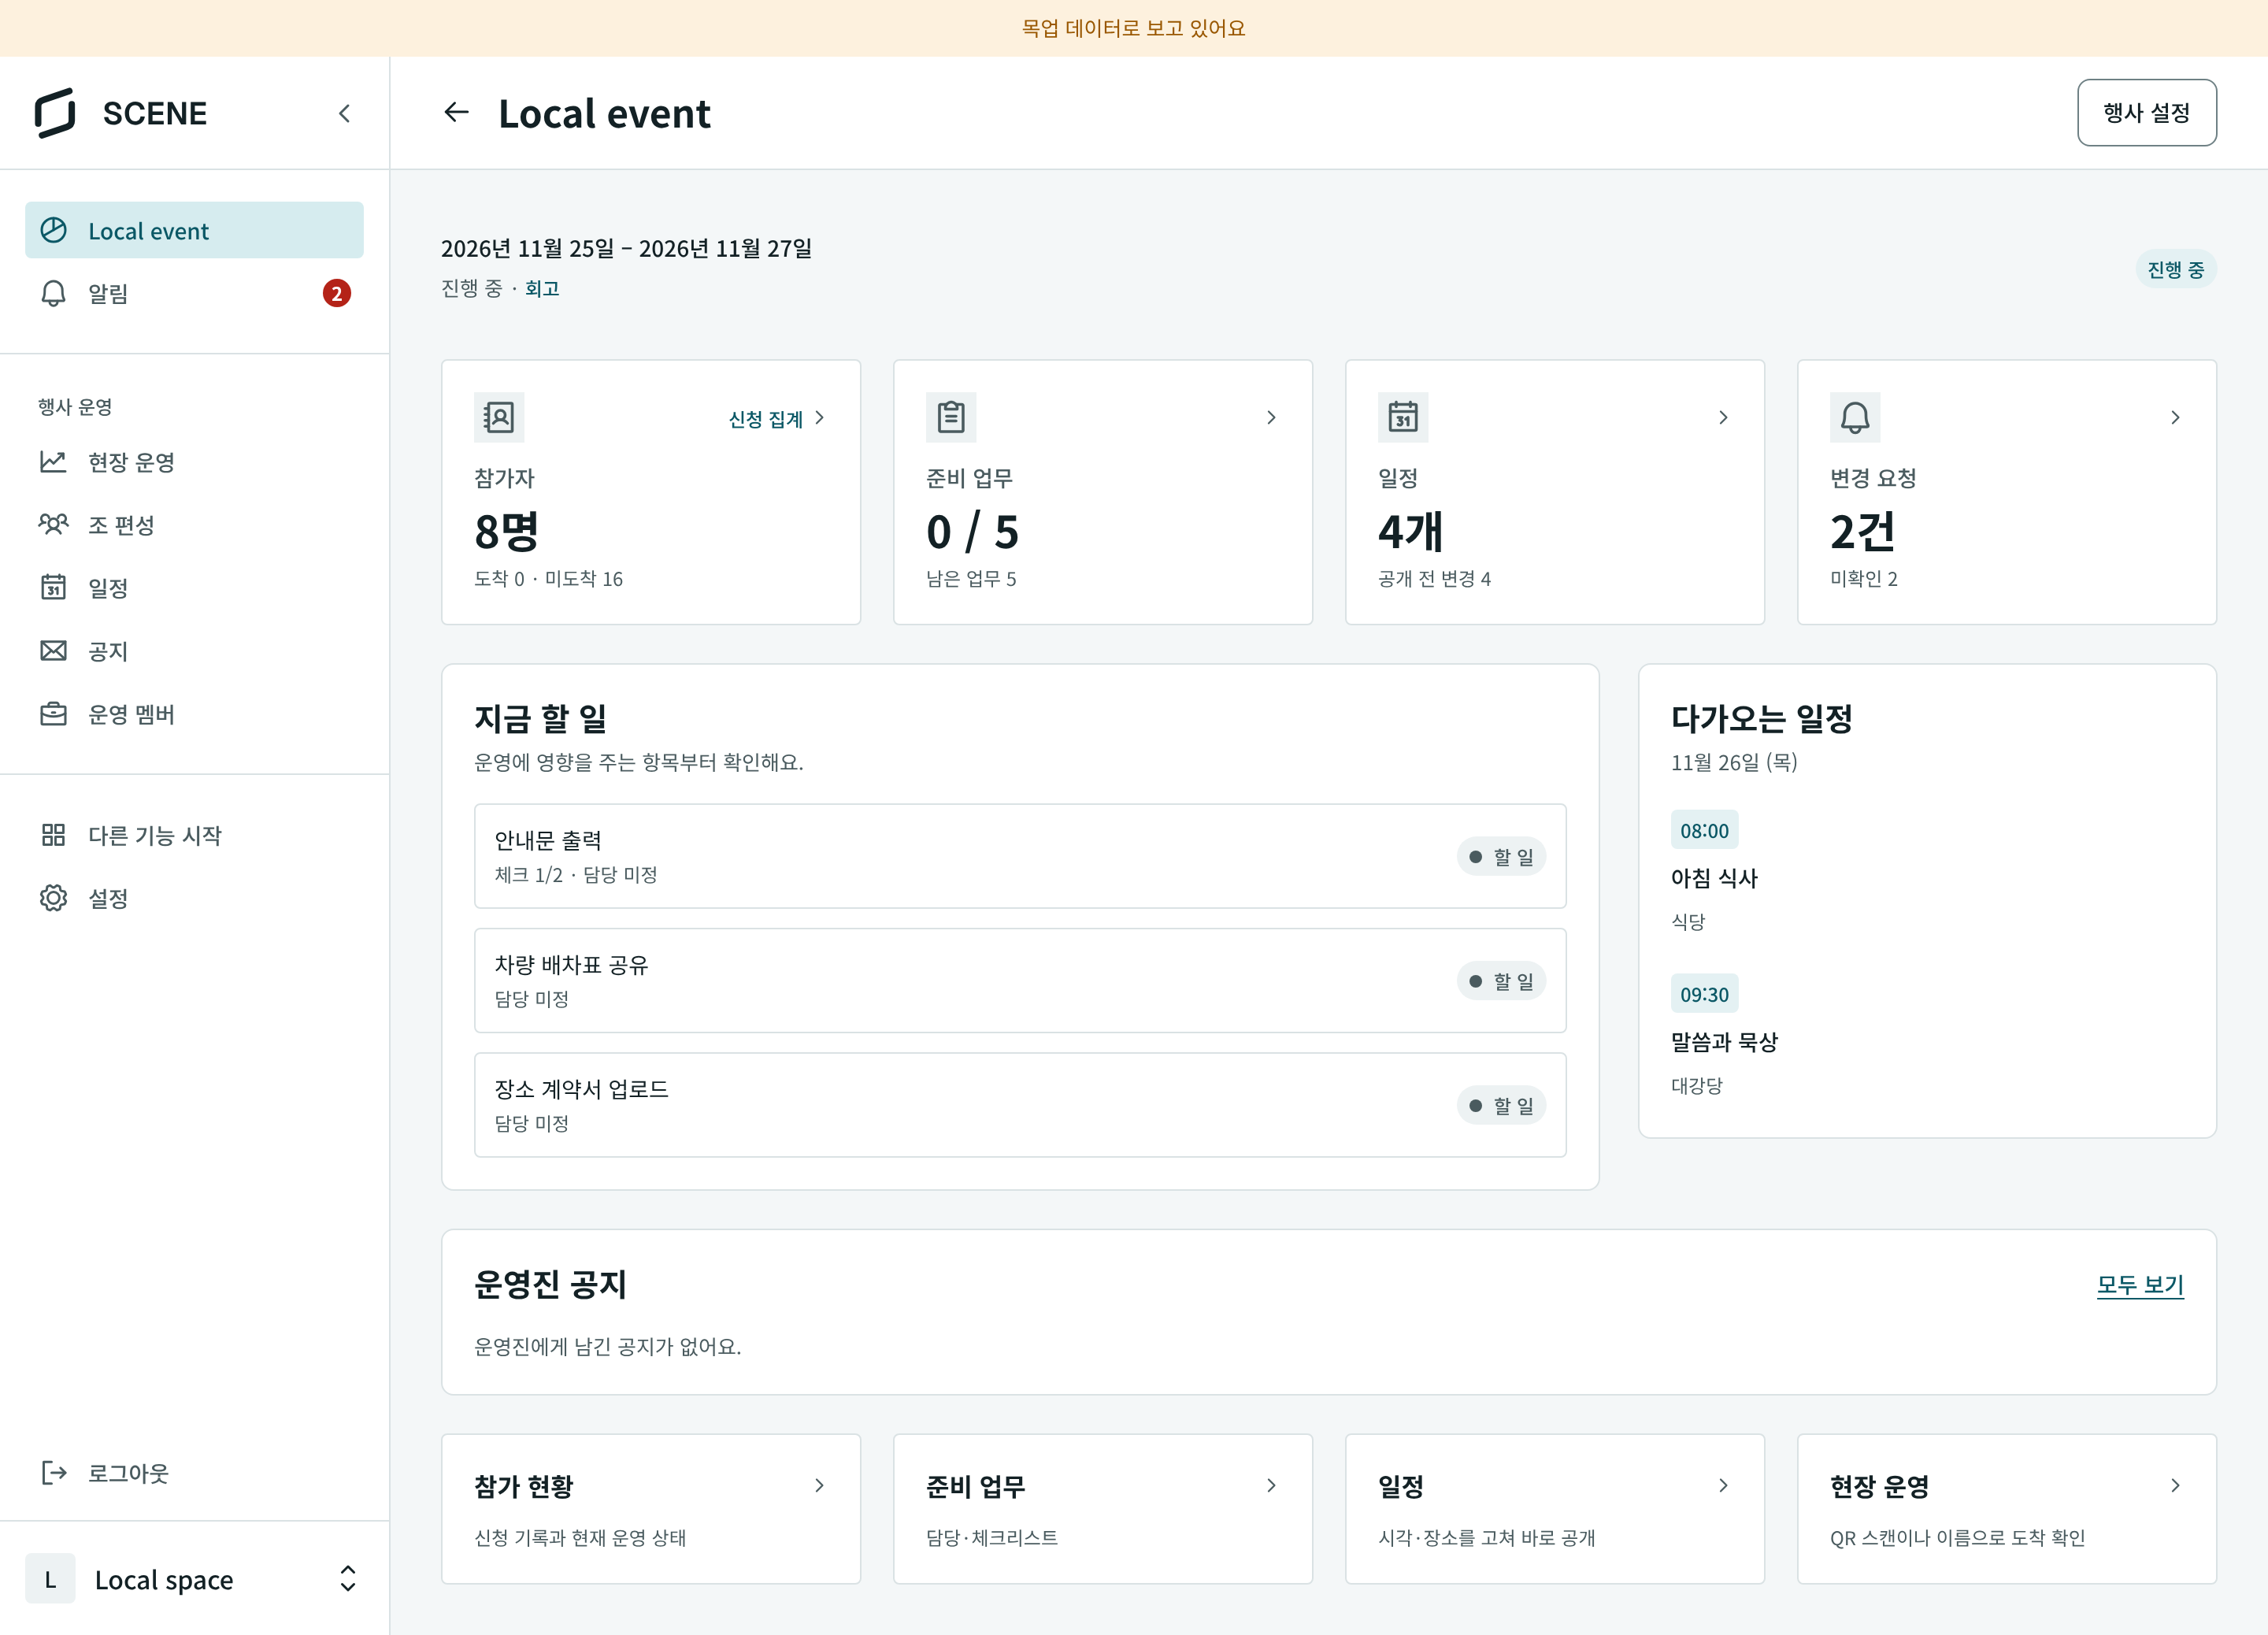 목업 데이터로 보고 있어요
SCENE
Local event
알림
2
행사 운영
현장 운영
조 편성
31
일정
공지
운영 멤버
다른 기능 시작
설정
로그아웃
L
Local space
Local event
행사 설정
2026년 11월 25일 – 2026년 11월 27일
진행 중 · 회고
진행 중
신청 집계
참가자
8명
도착 0 · 미도착 16
준비 업무
0 / 5
남은 업무 5
31
일정
4개
공개 전 변경 4
변경 요청
2건
미확인 2
지금 할 일
운영에 영향을 주는 항목부터 확인해요.
안내문 출력
체크 1/2 · 담당 미정
할 일
차량 배차표 공유
담당 미정
할 일
장소 계약서 업로드
담당 미정
할 일
다가오는 일정
11월 26일 (목)
08:00
아침 식사
식당
09:30
말씀과 묵상
대강당
운영진 공지
모두 보기
운영진에게 남긴 공지가 없어요.
참가 현황
신청 기록과 현재 운영 상태
준비 업무
담당·체크리스트
일정
시각·장소를 고쳐 바로 공개
현장 운영
QR 스캔이나 이름으로 도착 확인